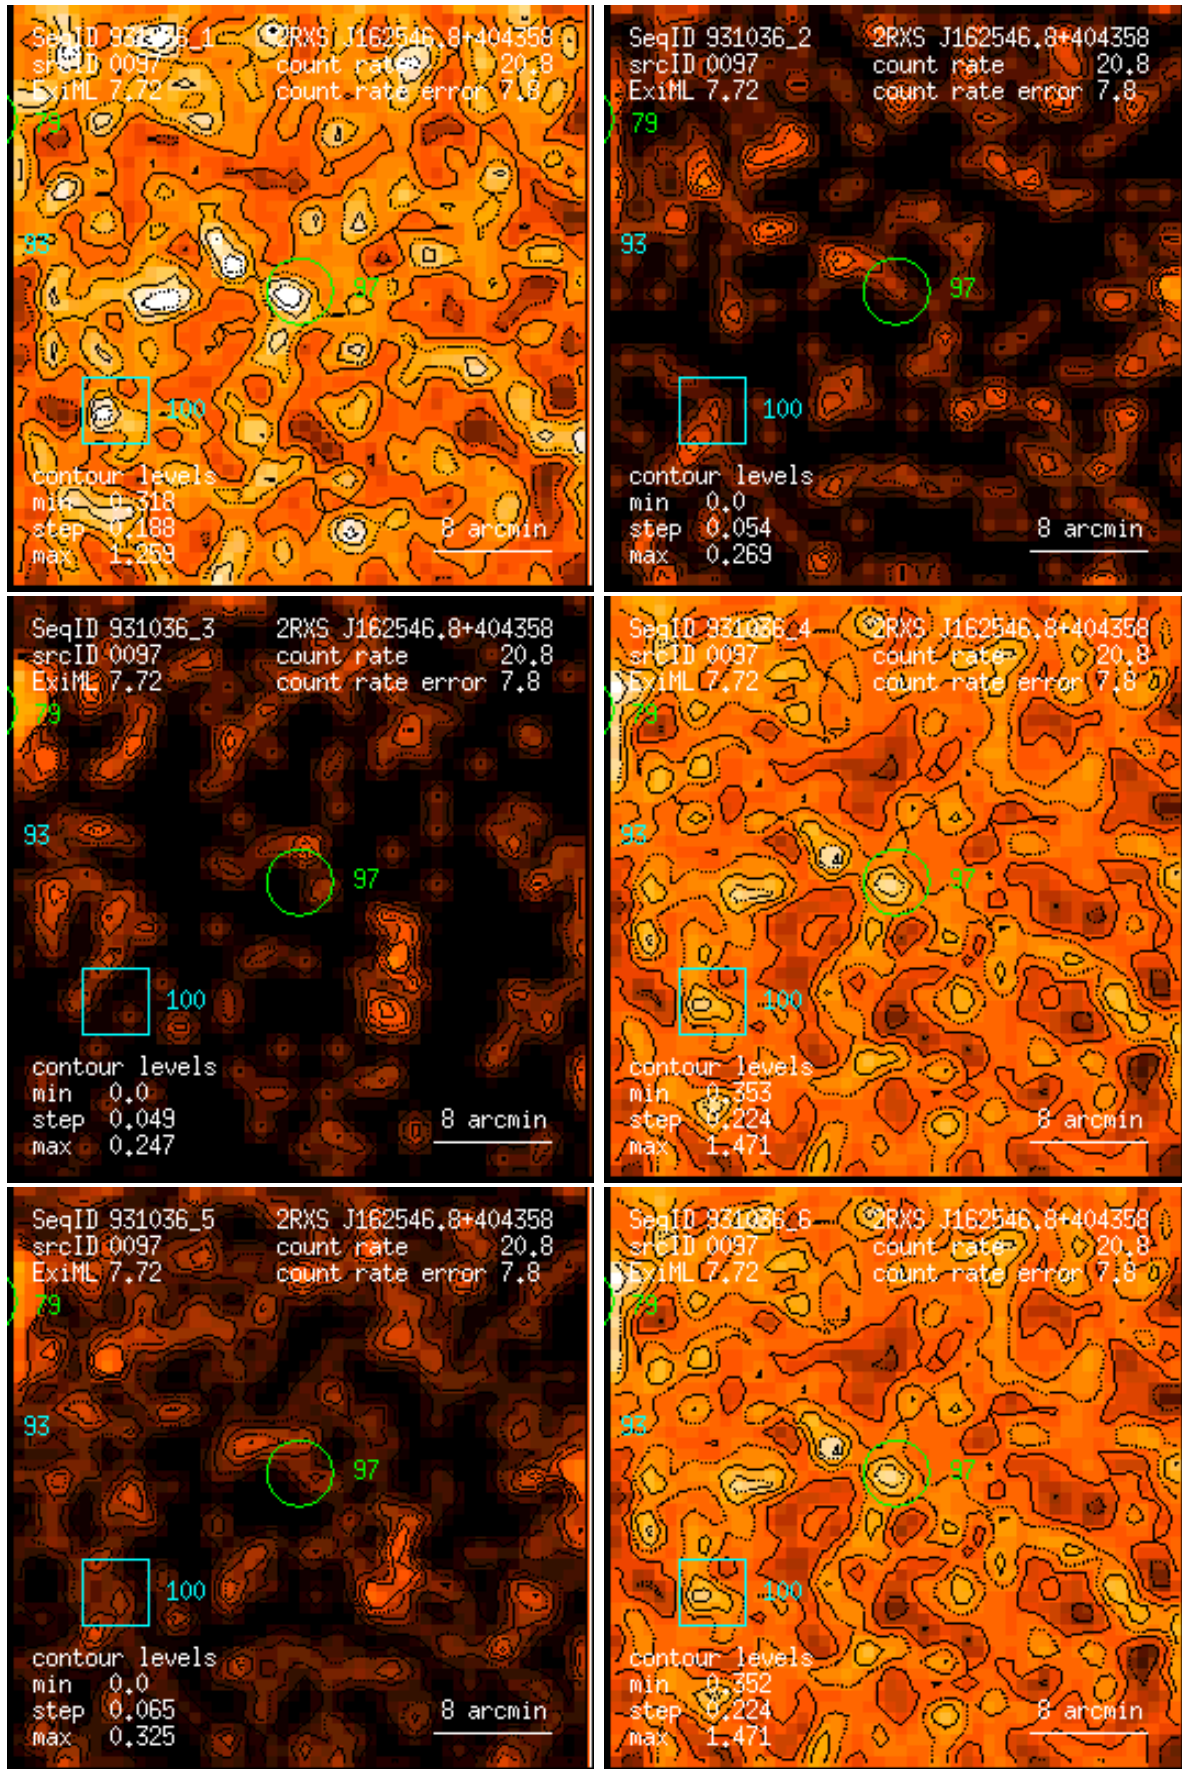 SeqID 931036_1 2RXS J162546.8+404358
srcID 0097 count rate 20.8
ExiML 7.72 count rate error 7.8
79
93
97
100
contour levels
min 0.318
step 0.188 8 arcmin
max 1.259
SeqID 931036_2 2RXS J162546.8+404358
srcID 0097 count rate 20.8
ExiML 7.72 count rate error 7.8
79
93
97
100
contour levels
min 0.0
step 0.054 8 arcmin
max 0.269
SeqID 931036_3 2RXS J162546.8+404358
srcID 0097 count rate 20.8
ExiML 7.72 count rate error 7.8
79
93
97
100
contour levels
min 0.0
step 0.049 8 arcmin
max 0.247
SeqID 931036_4 2RXS J162546.8+404358
srcID 0097 count rate 20.8
ExiML 7.72 count rate error 7.8
79
93
97
100
contour levels
min 0.353
step 0.224 8 arcmin
max 1.471
SeqID 931036_5 2RXS J162546.8+404358
srcID 0097 count rate 20.8
ExiML 7.72 count rate error 7.8
79
93
97
100
contour levels
min 0.0
step 0.065 8 arcmin
max 0.325
SeqID 931036_6 2RXS J162546.8+404358
srcID 0097 count rate 20.8
ExiML 7.72 count rate error 7.8
79
93
97
100
contour levels
min 0.352
step 0.224 8 arcmin
max 1.471